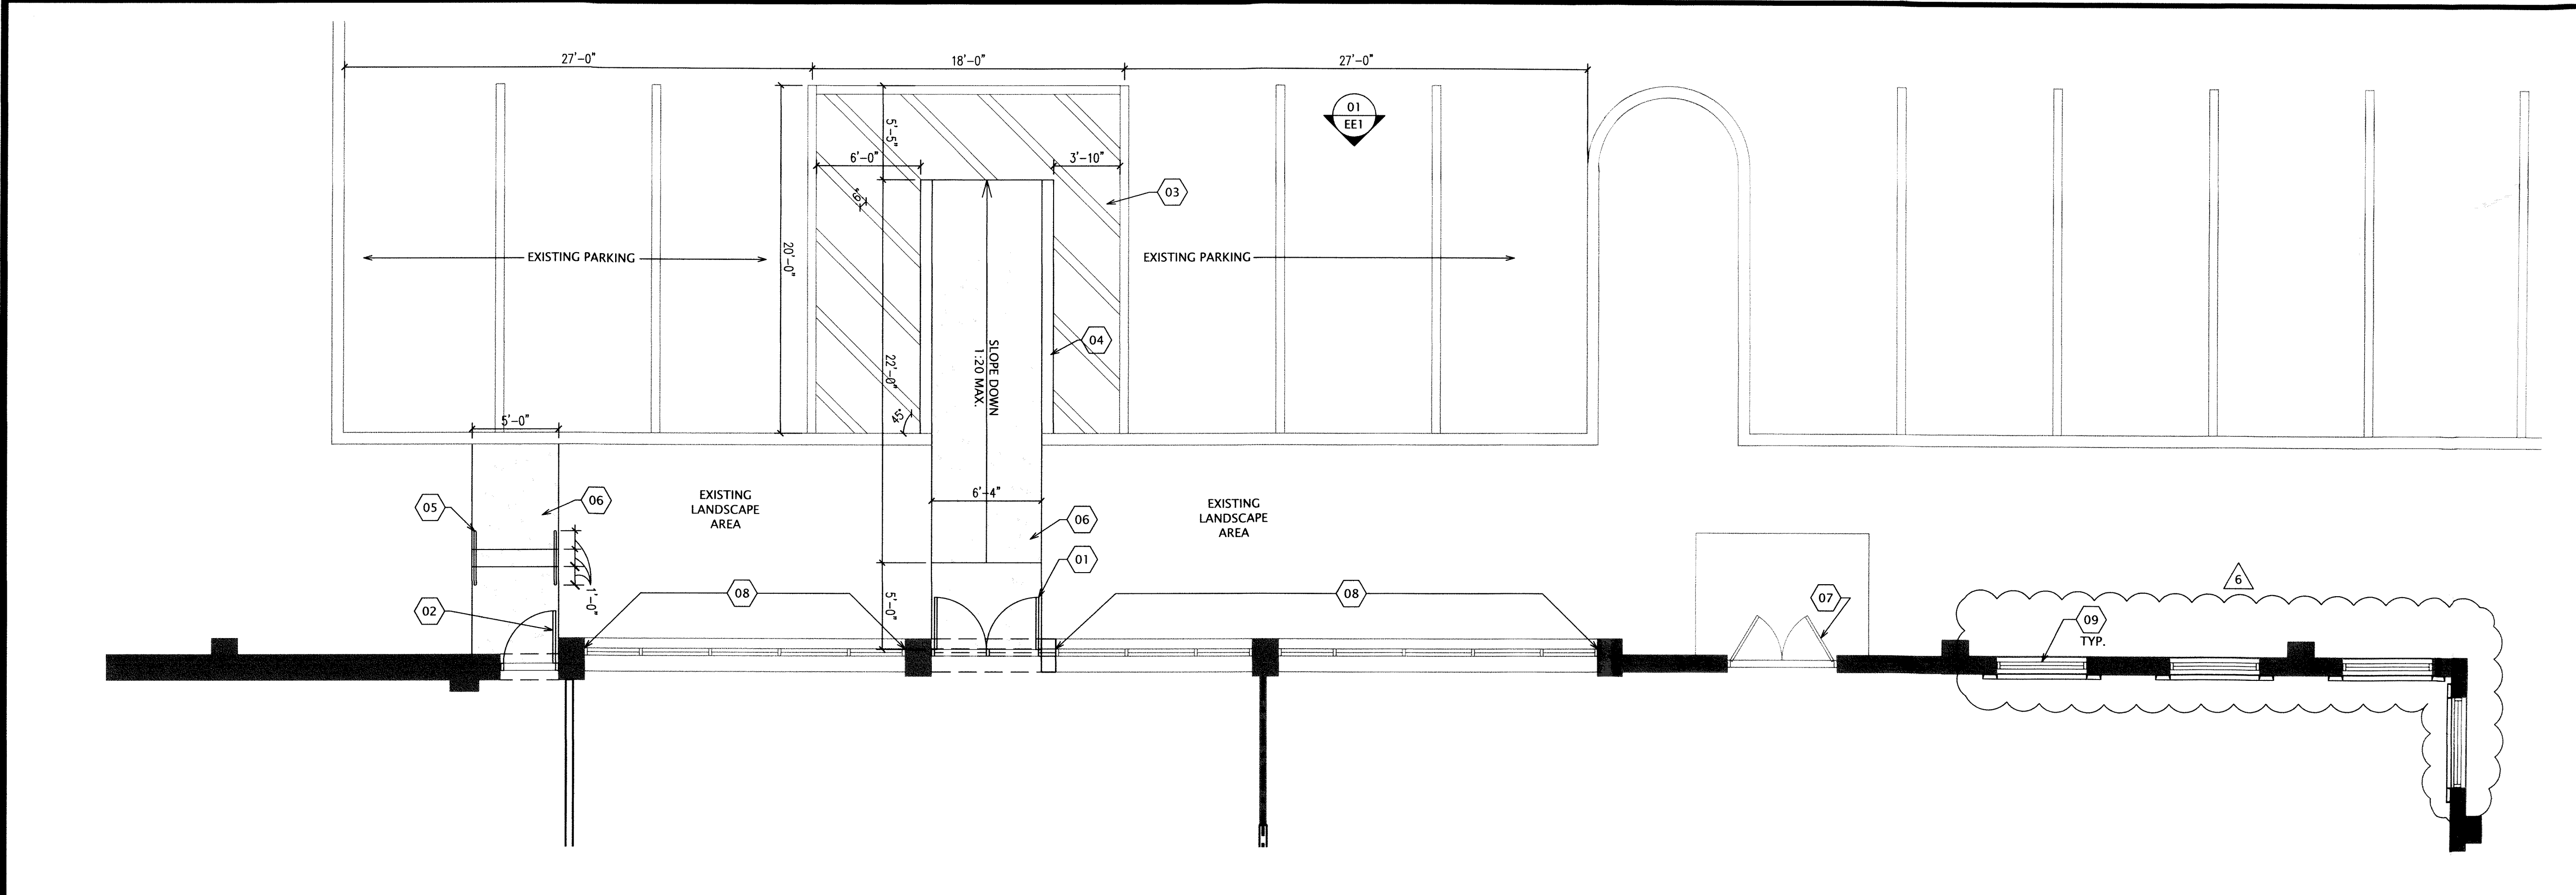 27'-0"
18'-0"
27'-0"
01
EE1
5'-5"
6'-0"
3'-10"
6"
03
EXISTING PARKING
20'-0"
EXISTING PARKING
04
SLOPE DOWN
1:20 MAX.
22'-0"
45°
5'-0"
05
06
EXISTING
LANDSCAPE
AREA
6'-4"
06
EXISTING
LANDSCAPE
AREA
01
02
1'-0"
08
5'-0"
08
07
6
09
TYP.